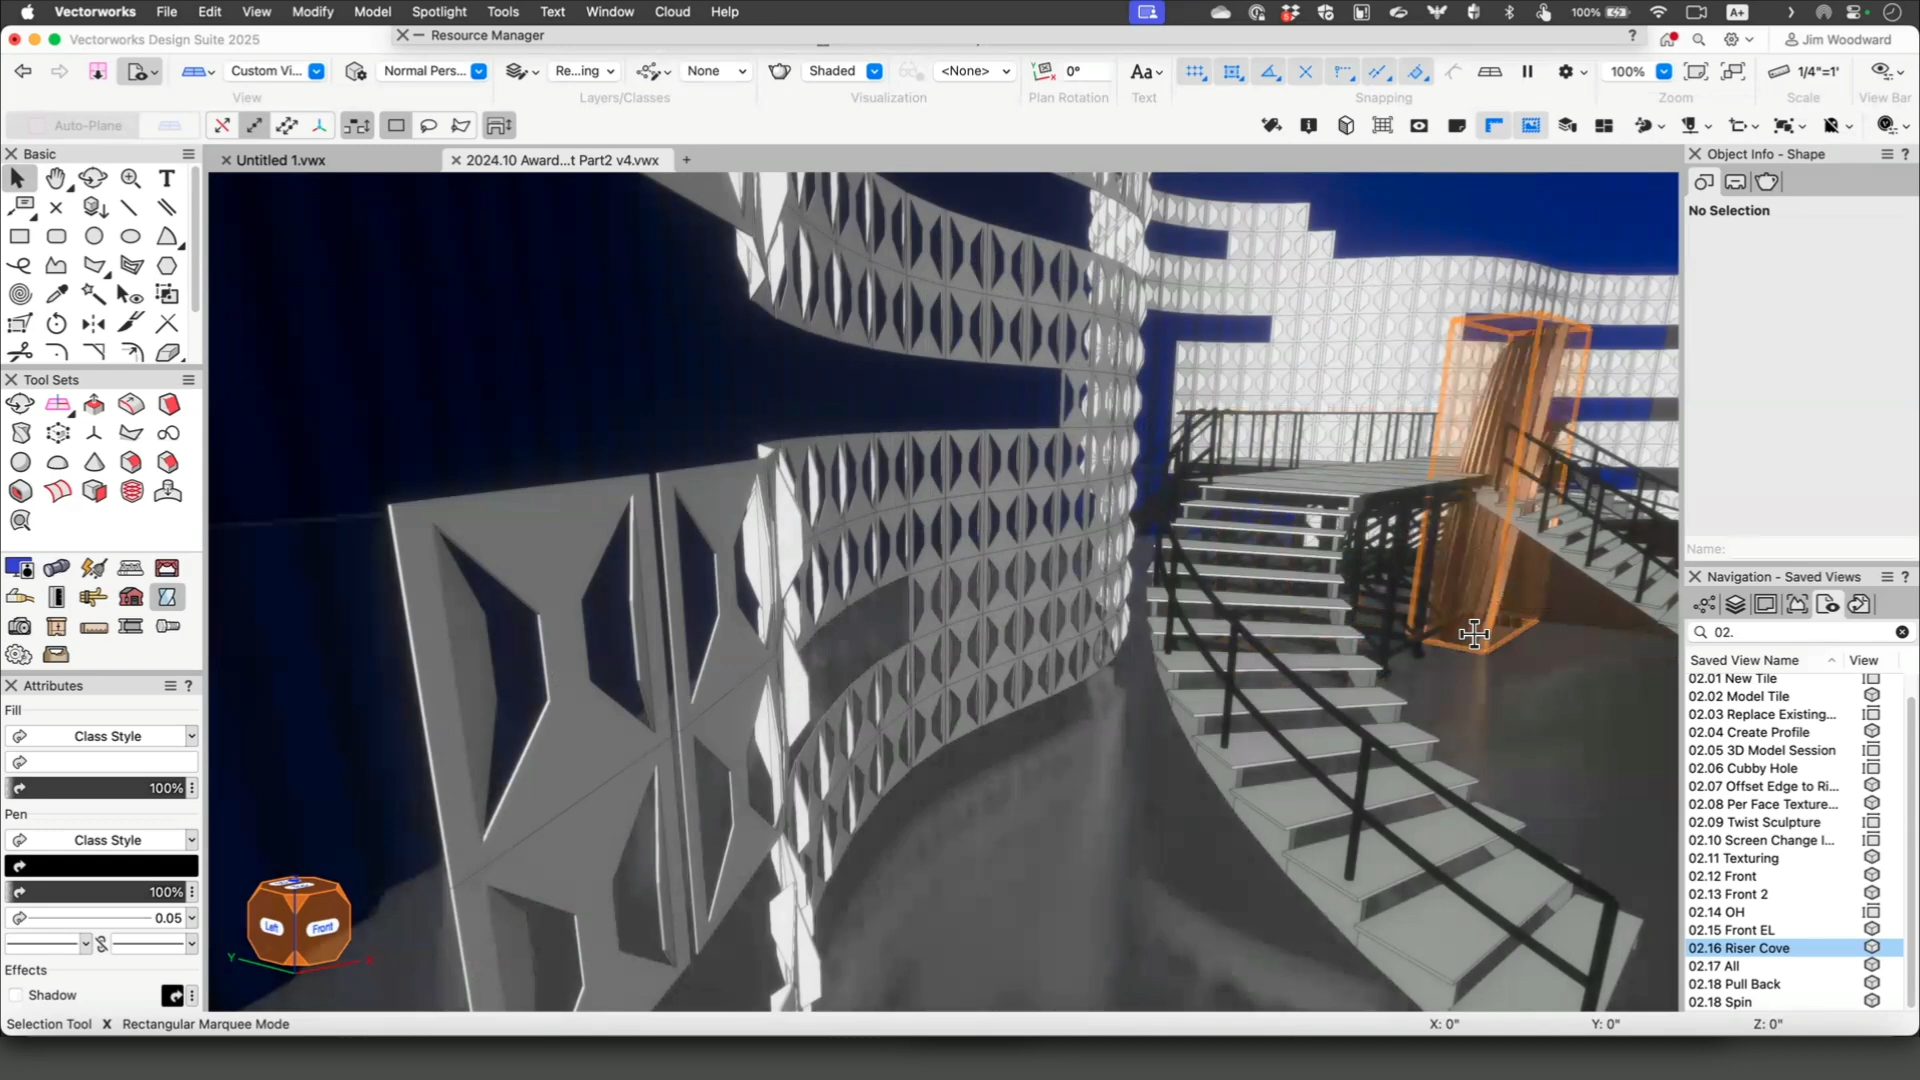 Vectorworks File Edit View Modify Model Spotlight Tools Text Window Cloud Help 100% A+
Vectorworks Design Suite 2025 Resource Manager ? Jim Woodward
Custom Vi... Normal Pers... Re...ing None Shaded <None> 0° Aa 100% 1/4"=1'
View Layers/Classes Visualization Plan Rotation Text Snapping Zoom Scale View Bar
Auto-Plane
Basic
Untitled 1.vwx 2024.10 Award...t Part2 v4.vwx +
Object Info - Shape ?
No Selection
Tool Sets
Name:
Navigation - Saved Views ?
02.
Saved View Name View
02.01 New Tile
02.02 Model Tile
02.03 Replace Existing...
02.04 Create Profile
02.05 3D Model Session
02.06 Cubby Hole
02.07 Offset Edge to Ri...
02.08 Per Face Texture...
02.09 Twist Sculpture
02.10 Screen Change I...
02.11 Texturing
02.12 Front
02.13 Front 2
02.14 OH
02.15 Front EL
02.16 Riser Cove
02.17 All
02.18 Pull Back
02.18 Spin
Attributes ?
Fill
Class Style
100%
Pen
Class Style
100%
0.05
Effects
Shadow
Left Front
Y X
Selection Tool X Rectangular Marquee Mode X: 0" Y: 0" Z: 0"